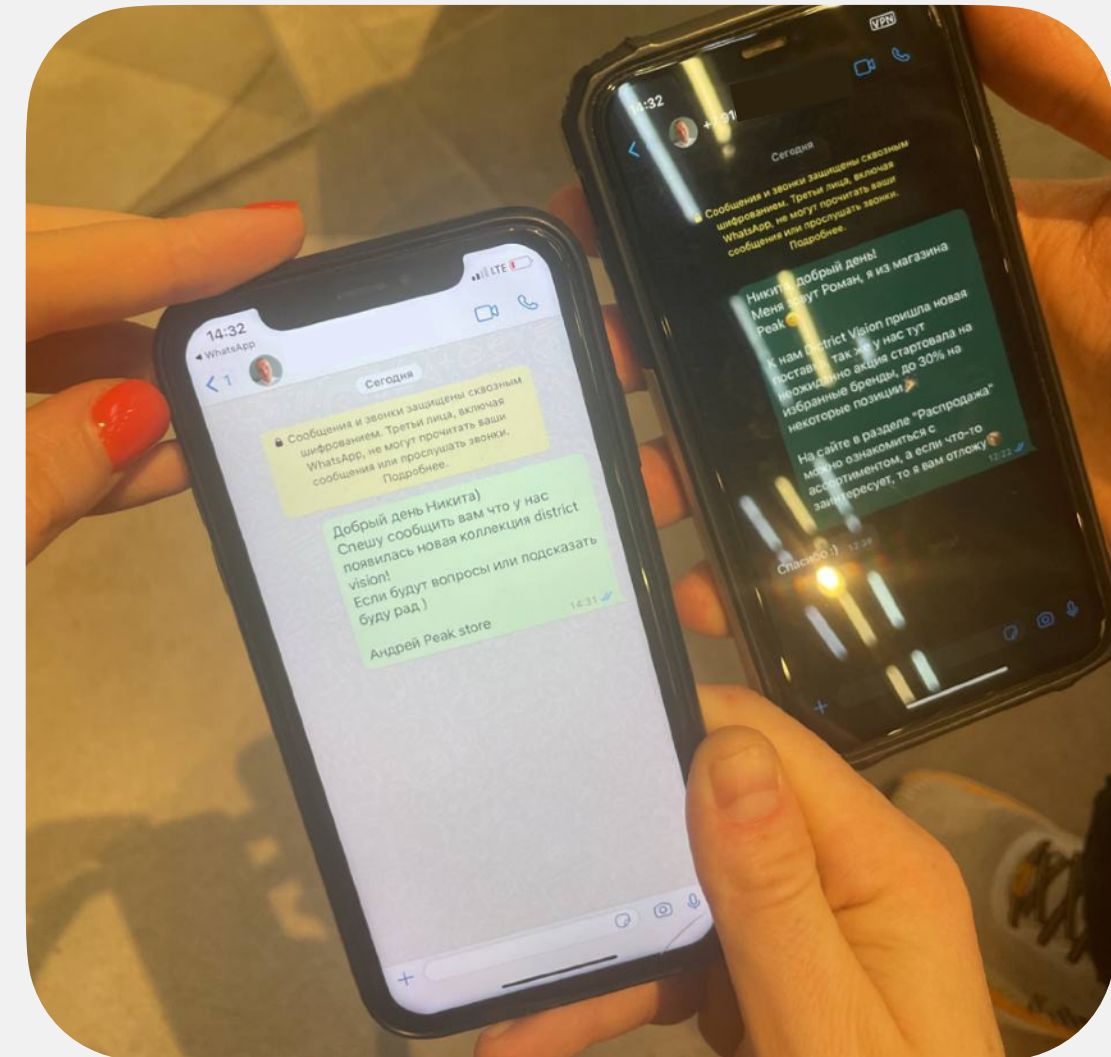 14:32
WhatsApp
LTE
1
Сегодня
Сообщения и звонки защищены сквозным
шифрованием. Третьи лица, включая
WhatsApp, не могут прочитать ваши
сообщения или прослушать звонки.
Подробнее.
Добрый день Никита)
Спешу сообщить вам что у нас
появилась новая коллекция district
vision!
Если будут вопросы или подсказать
буду рад )
Андрей Peak store
14:31
VPN
14:32
Сегодня
Сообщения и звонки защищены сквозным
шифрованием. Третьи лица, включая
WhatsApp, не могут прочитать ваши
сообщения или прослушать звонки.
Подробнее.
Никита, добрый день!
Меня зовут Роман, я из магазина
Peak
К нам District Vision пришла новая
поставка, так же у нас тут
неожиданно акция стартовала на
избранные бренды, до 30% на
некоторые позиции
На сайте в разделе "Распродажа"
можно ознакомиться с
ассортиментом, а если что-то
заинтересует, то я вам отложу
12:22
Спасибо :)